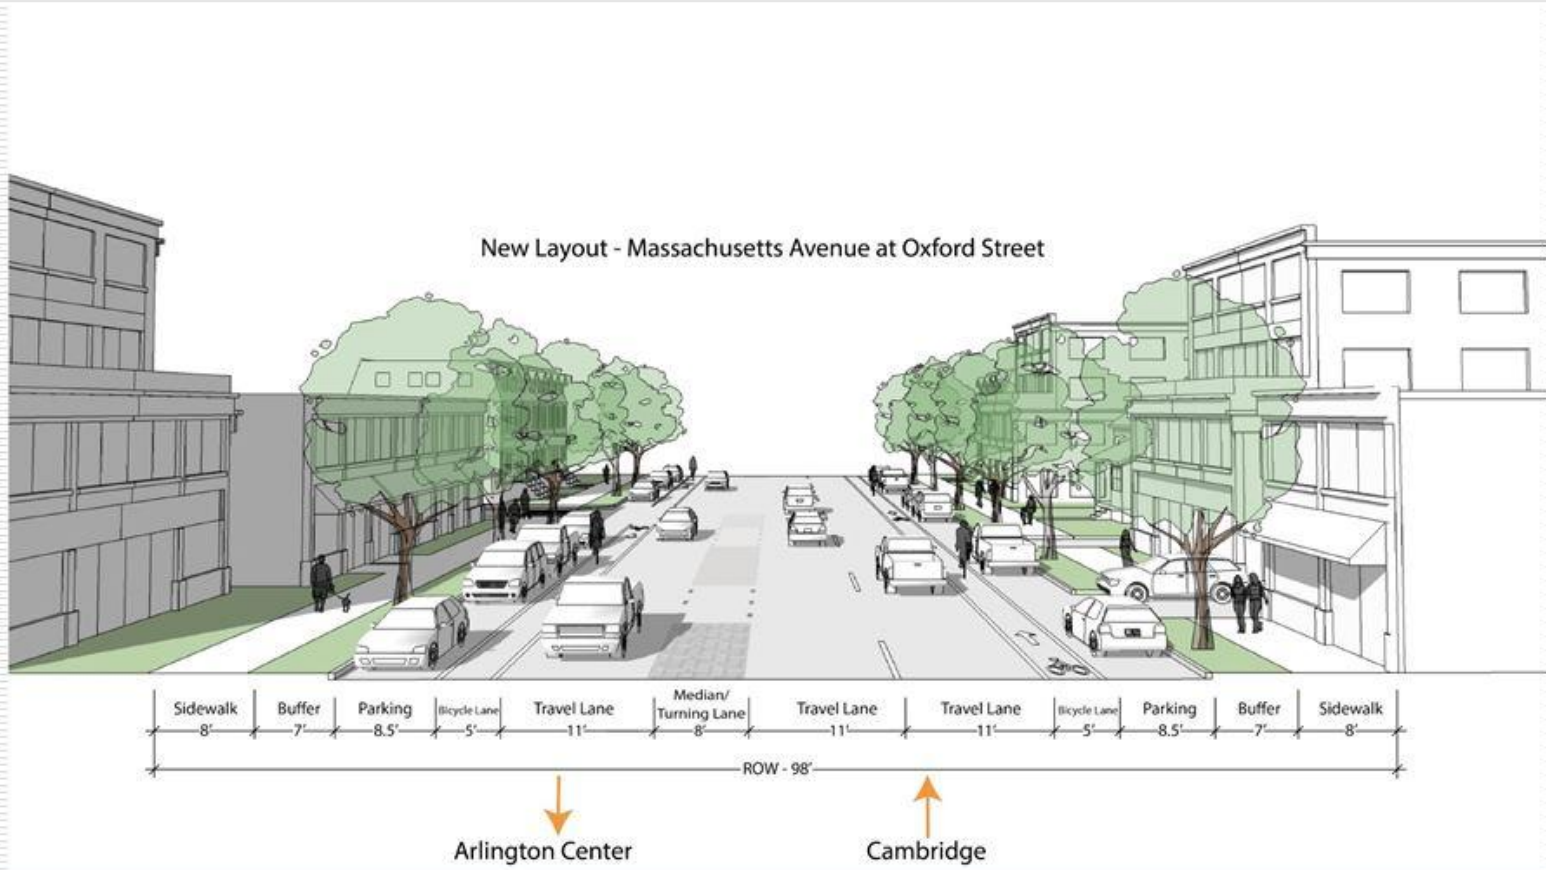 New Layout - Massachusetts Avenue at Oxford Street
Sidewalk Buffer Parking Bicycle Lane Travel Lane Median/ Turning Lane Travel Lane Travel Lane Bicycle Lane Parking Buffer Sidewalk
8' 7' 8.5' 5' 11' 8' 11' 11' 5' 8.5' 7' 8'
ROW - 98'
Arlington Center Cambridge